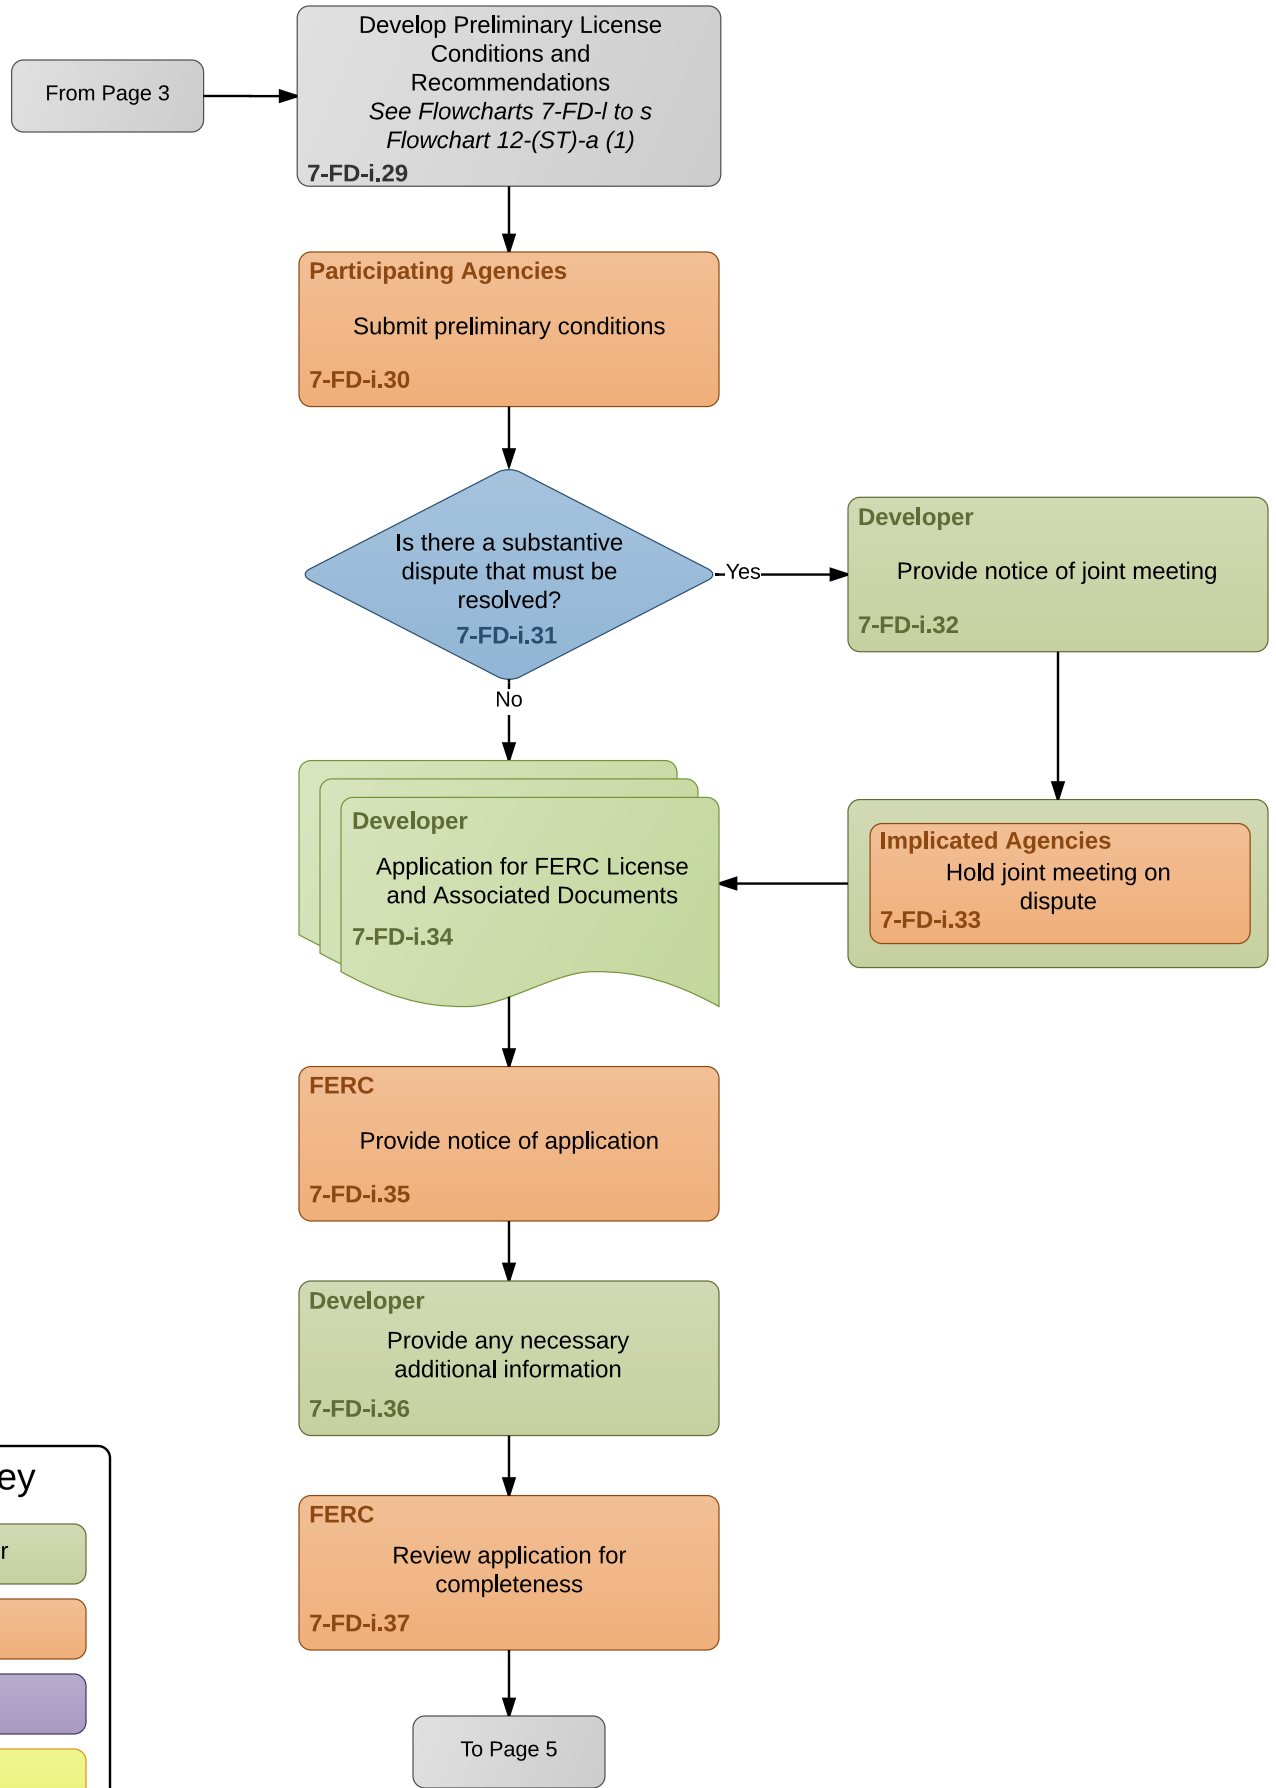 From Page 3
Develop Preliminary License
Conditions and
Recommendations
See Flowcharts 7-FD-l to s
Flowchart 12-(ST)-a (1)
7-FD-i.29
Participating Agencies
Submit preliminary conditions
7-FD-i.30
Is there a substantive
dispute that must be
resolved?
7-FD-i.31
Yes
Developer
Provide notice of joint meeting
7-FD-i.32
No
Developer
Application for FERC License
and Associated Documents
7-FD-i.34
Implicated Agencies
Hold joint meeting on
dispute
7-FD-i.33
FERC
Provide notice of application
7-FD-i.35
Developer
Provide any necessary
additional information
7-FD-i.36
ey
r
FERC
Review application for
completeness
7-FD-i.37
To Page 5